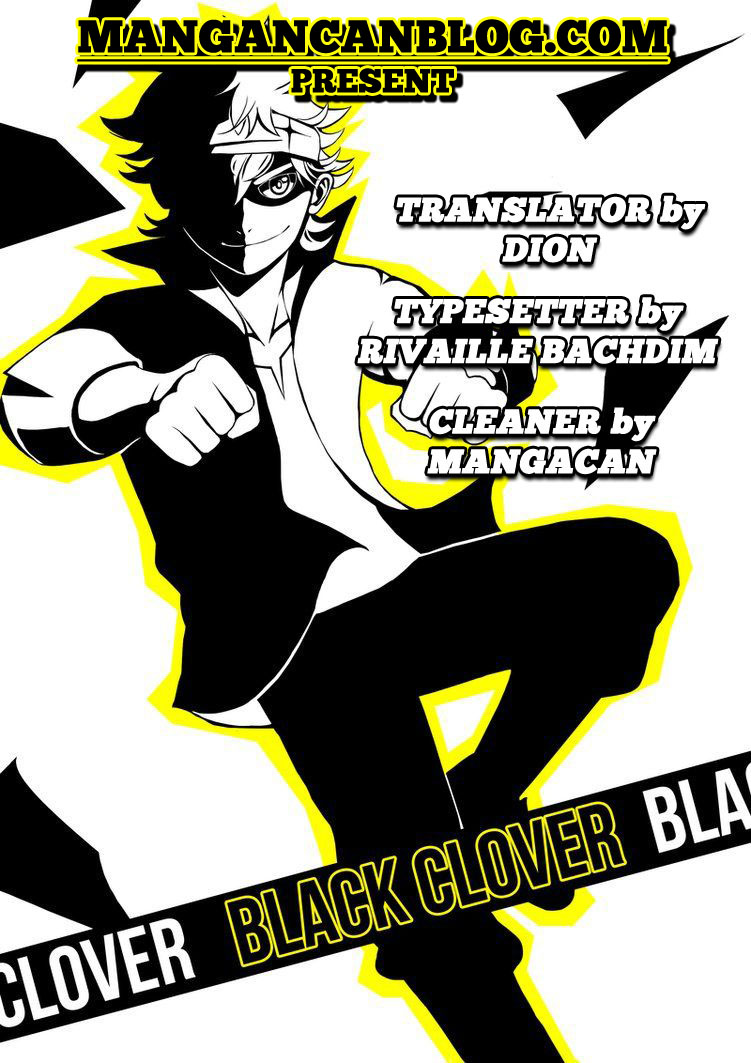 MANGANCANBLOG.COM
PRESENT
TRANSLATOR by
DION
TYPESETTER by
RIVAILLE BACHDIM
CLEANER by
MANGACAN
CLOVER BLACK CLOVER BLAC